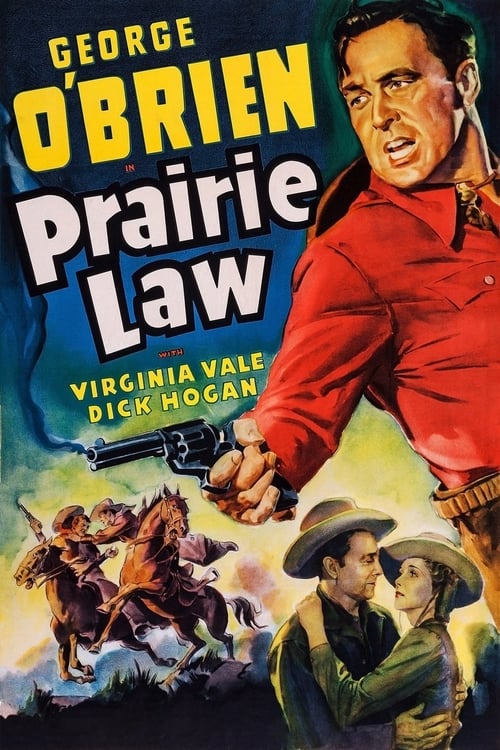 GEORGE
O'BRIEN
IN
Prairie
Law
WITH
VIRGINIA VALE
DICK HOGAN